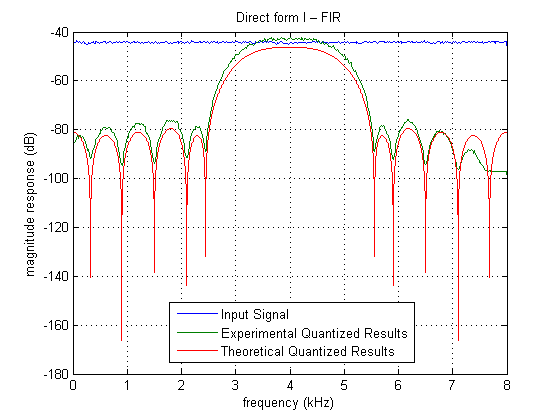 Direct form I – FIR
magnitude response (dB)
-40
-60
-80
-100
-120
-140
-160
-180
Input Signal
Experimental Quantized Results
Theoretical Quantized Results
0 1 2 3 4 5 6 7 8
frequency (kHz)